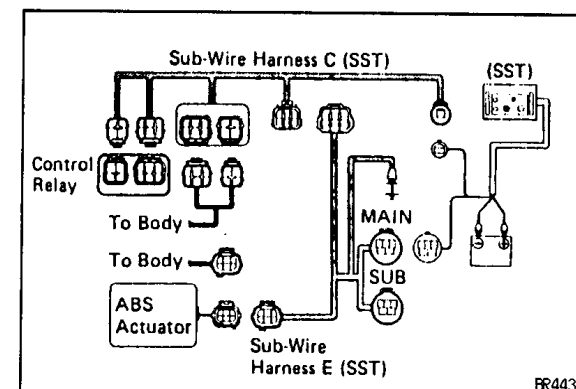 Sub-Wire Harness C (SST)
(SST)
Control
Relay
To Body
MAIN
To Body
SUB
ABS
Actuator
Sub-Wire
Harness E (SST)
BR443